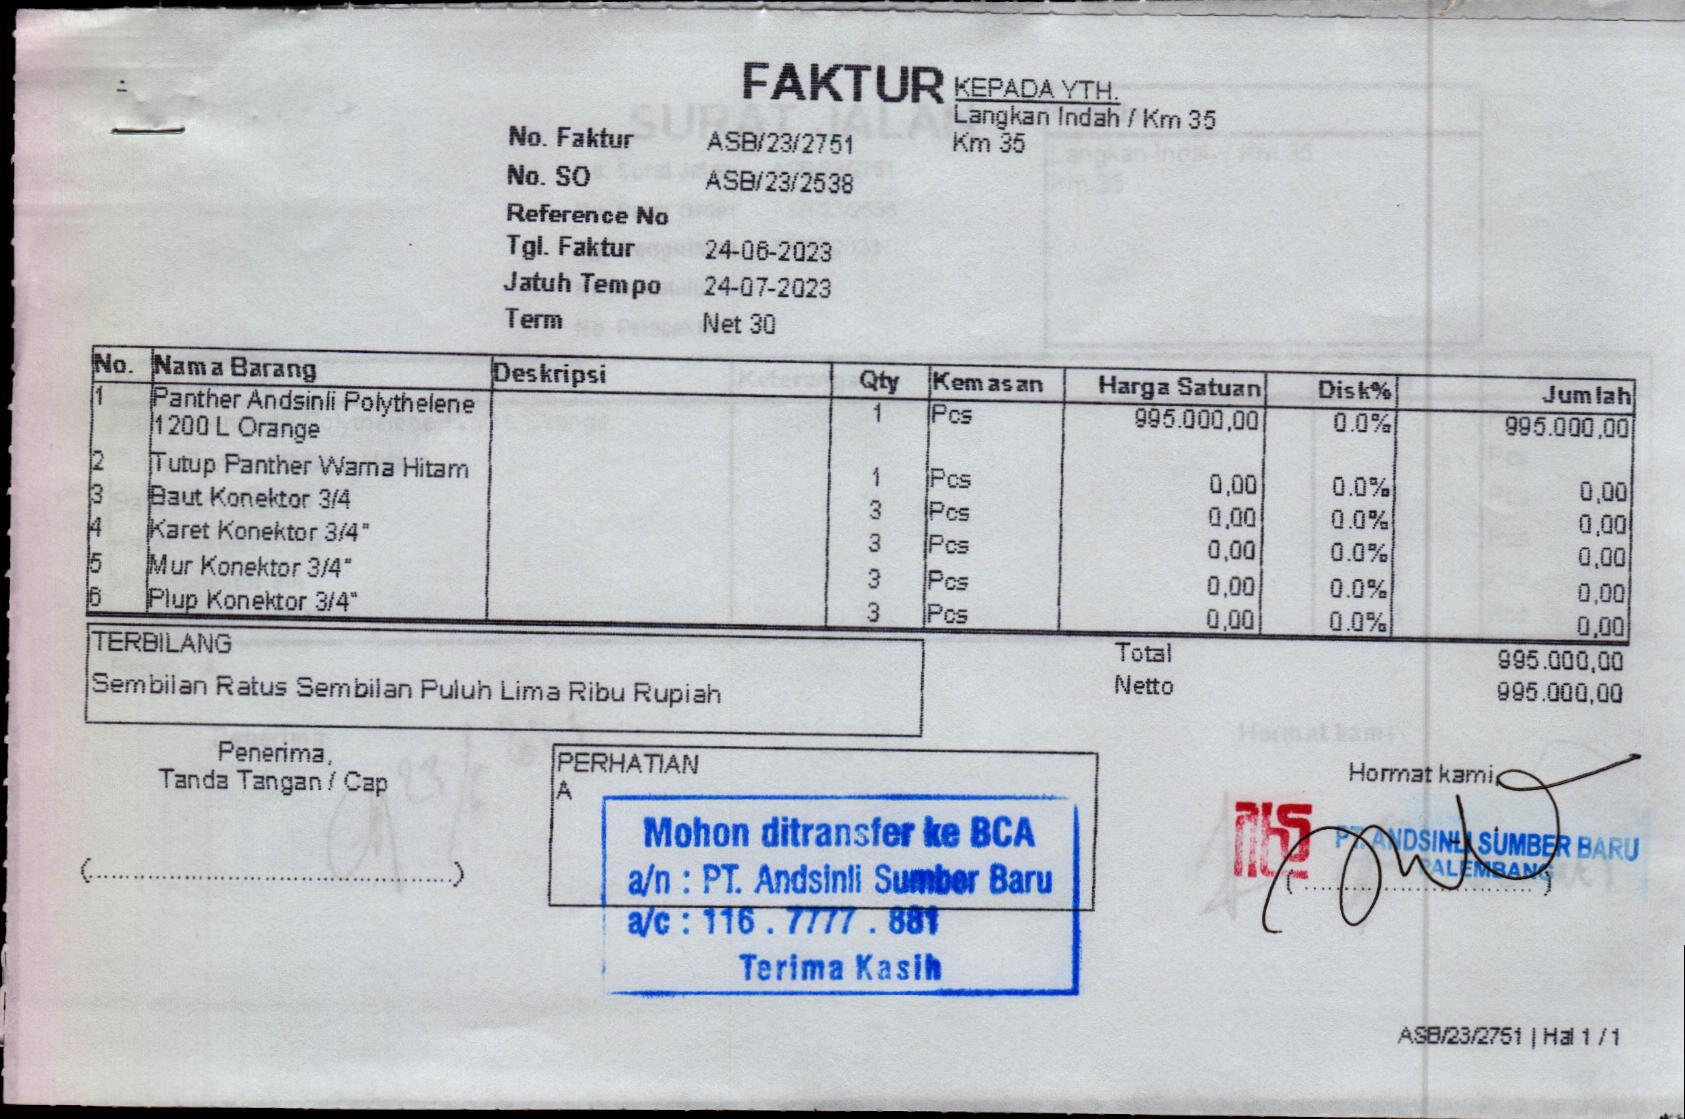 FAKTUR
KEPADA YTH.
Langkan Indah / Km 35
Km 35
No. Faktur ASB/23/2751
No. SO ASB/23/2538
Reference No
Tgl. Faktur 24-06-2023
Jatuh Tempo 24-07-2023
Term Net 30
No. Nama Barang Deskripsi Qty Kemasan Harga Satuan Disk% Jumlah
1 Panther Andsinli Polythelene 1 Pcs 995.000,00 0.0% 995.000,00
1200 L Orange
2 Tutup Panther Warna Hitam 1 Pcs 0,00 0.0% 0,00
3 Baut Konektor 3/4 3 Pcs 0,00 0.0% 0,00
4 Karet Konektor 3/4" 3 Pcs 0,00 0.0% 0,00
5 Mur Konektor 3/4" 3 Pcs 0,00 0.0% 0,00
6 Plup Konektor 3/4" 3 Pcs 0,00 0.0% 0,00
TERBILANG
Sembilan Ratus Sembilan Puluh Lima Ribu Rupiah
Total 995.000,00
Netto 995.000,00
Penerima,
Tanda Tangan / Cap
(..................................................)
PERHATIAN
A
Mohon ditransfer ke BCA
a/n : PT. Andsinli Sumber Baru
a/c : 116 . 7777 . 881
Terima Kasih
Hormat kami,
PT. ANDSINLI SUMBER BARU
PALEMBANG
(..................................)
ASB/23/2751 | Hal 1 / 1